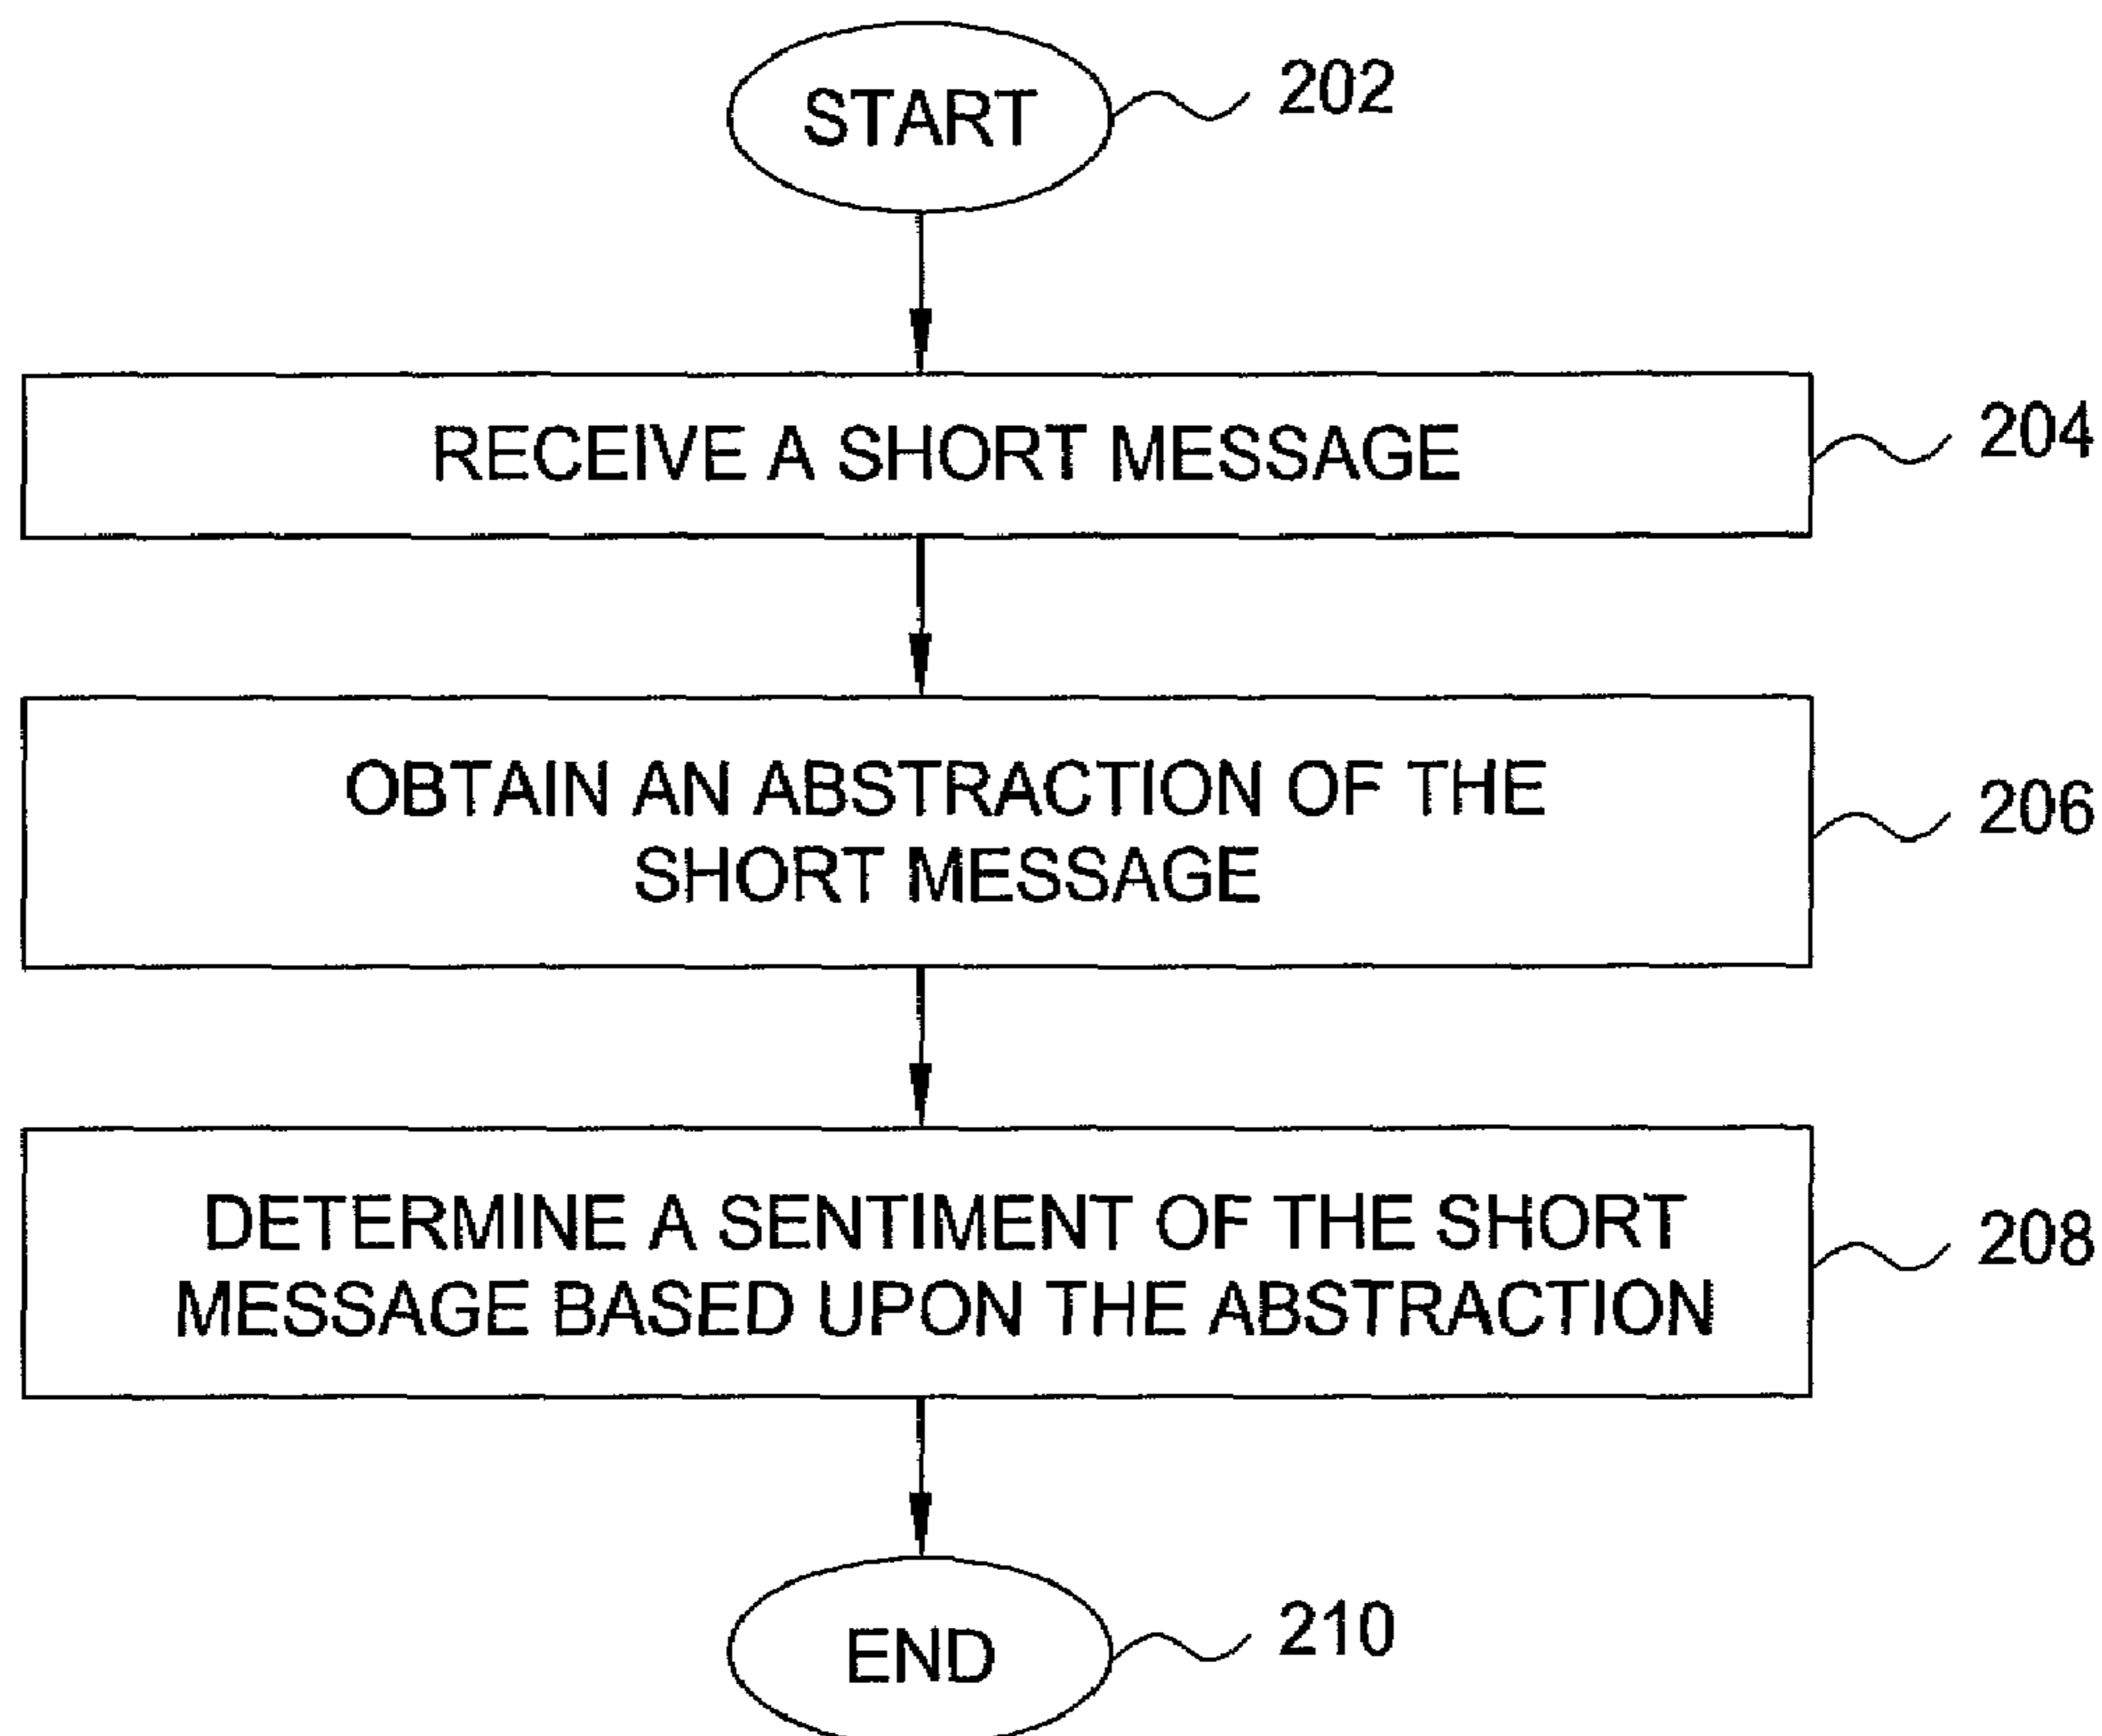 START
202
RECEIVE A SHORT MESSAGE
204
OBTAIN AN ABSTRACTION OF THE
SHORT MESSAGE
206
DETERMINE A SENTIMENT OF THE SHORT
MESSAGE BASED UPON THE ABSTRACTION
208
END
210